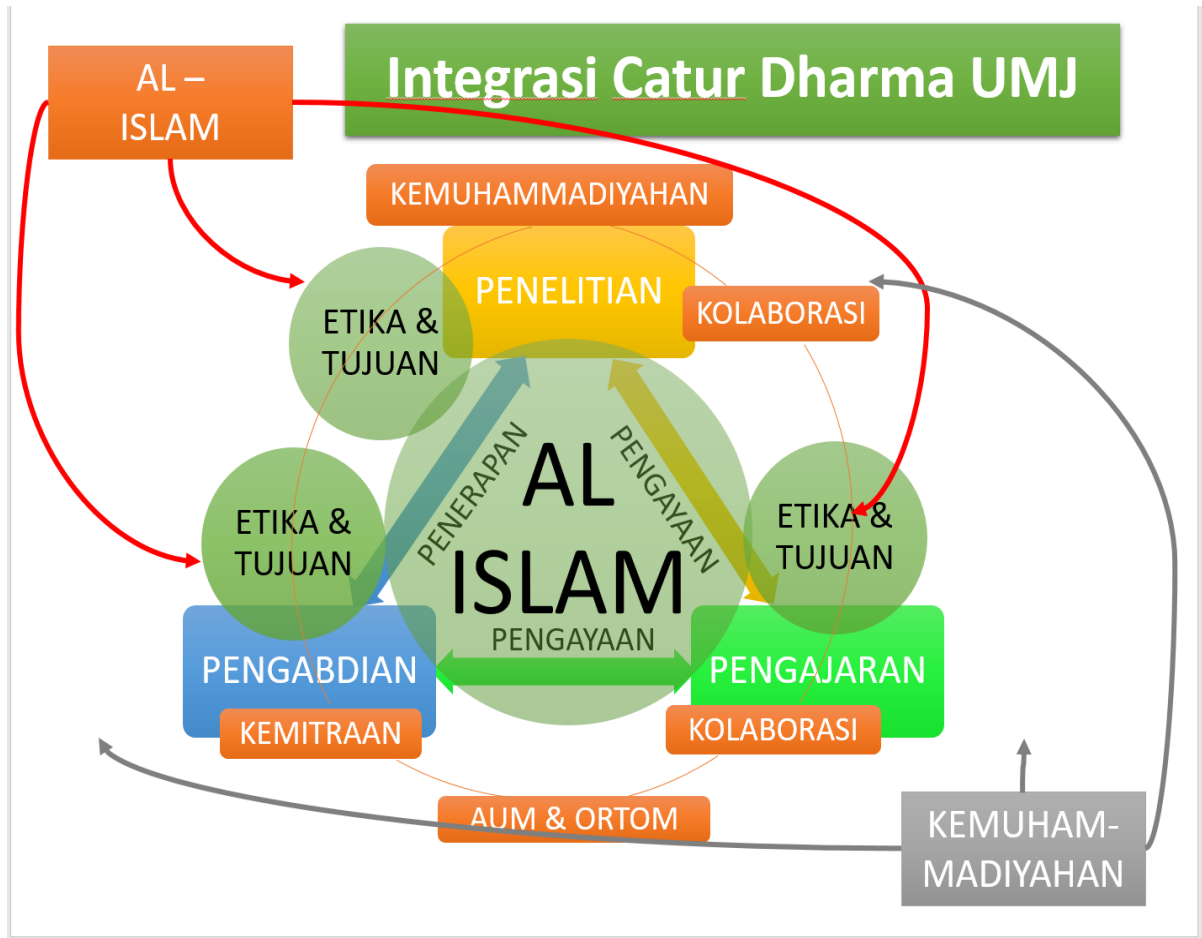 AL –
ISLAM
Integrasi Catur Dharma UMJ
KEMUHAMMADIYAHAN
PENELITIAN
KOLABORASI
ETIKA &
TUJUAN
PENERAPAN
AL
ISLAM
PENGAYAAN
ETIKA &
TUJUAN
ETIKA &
TUJUAN
PENGAYAAN
PENGABDIAN
PENGAJARAN
KEMITRAAN
KOLABORASI
AUM & ORTOM
KEMUHAM-
MADIYAHAN